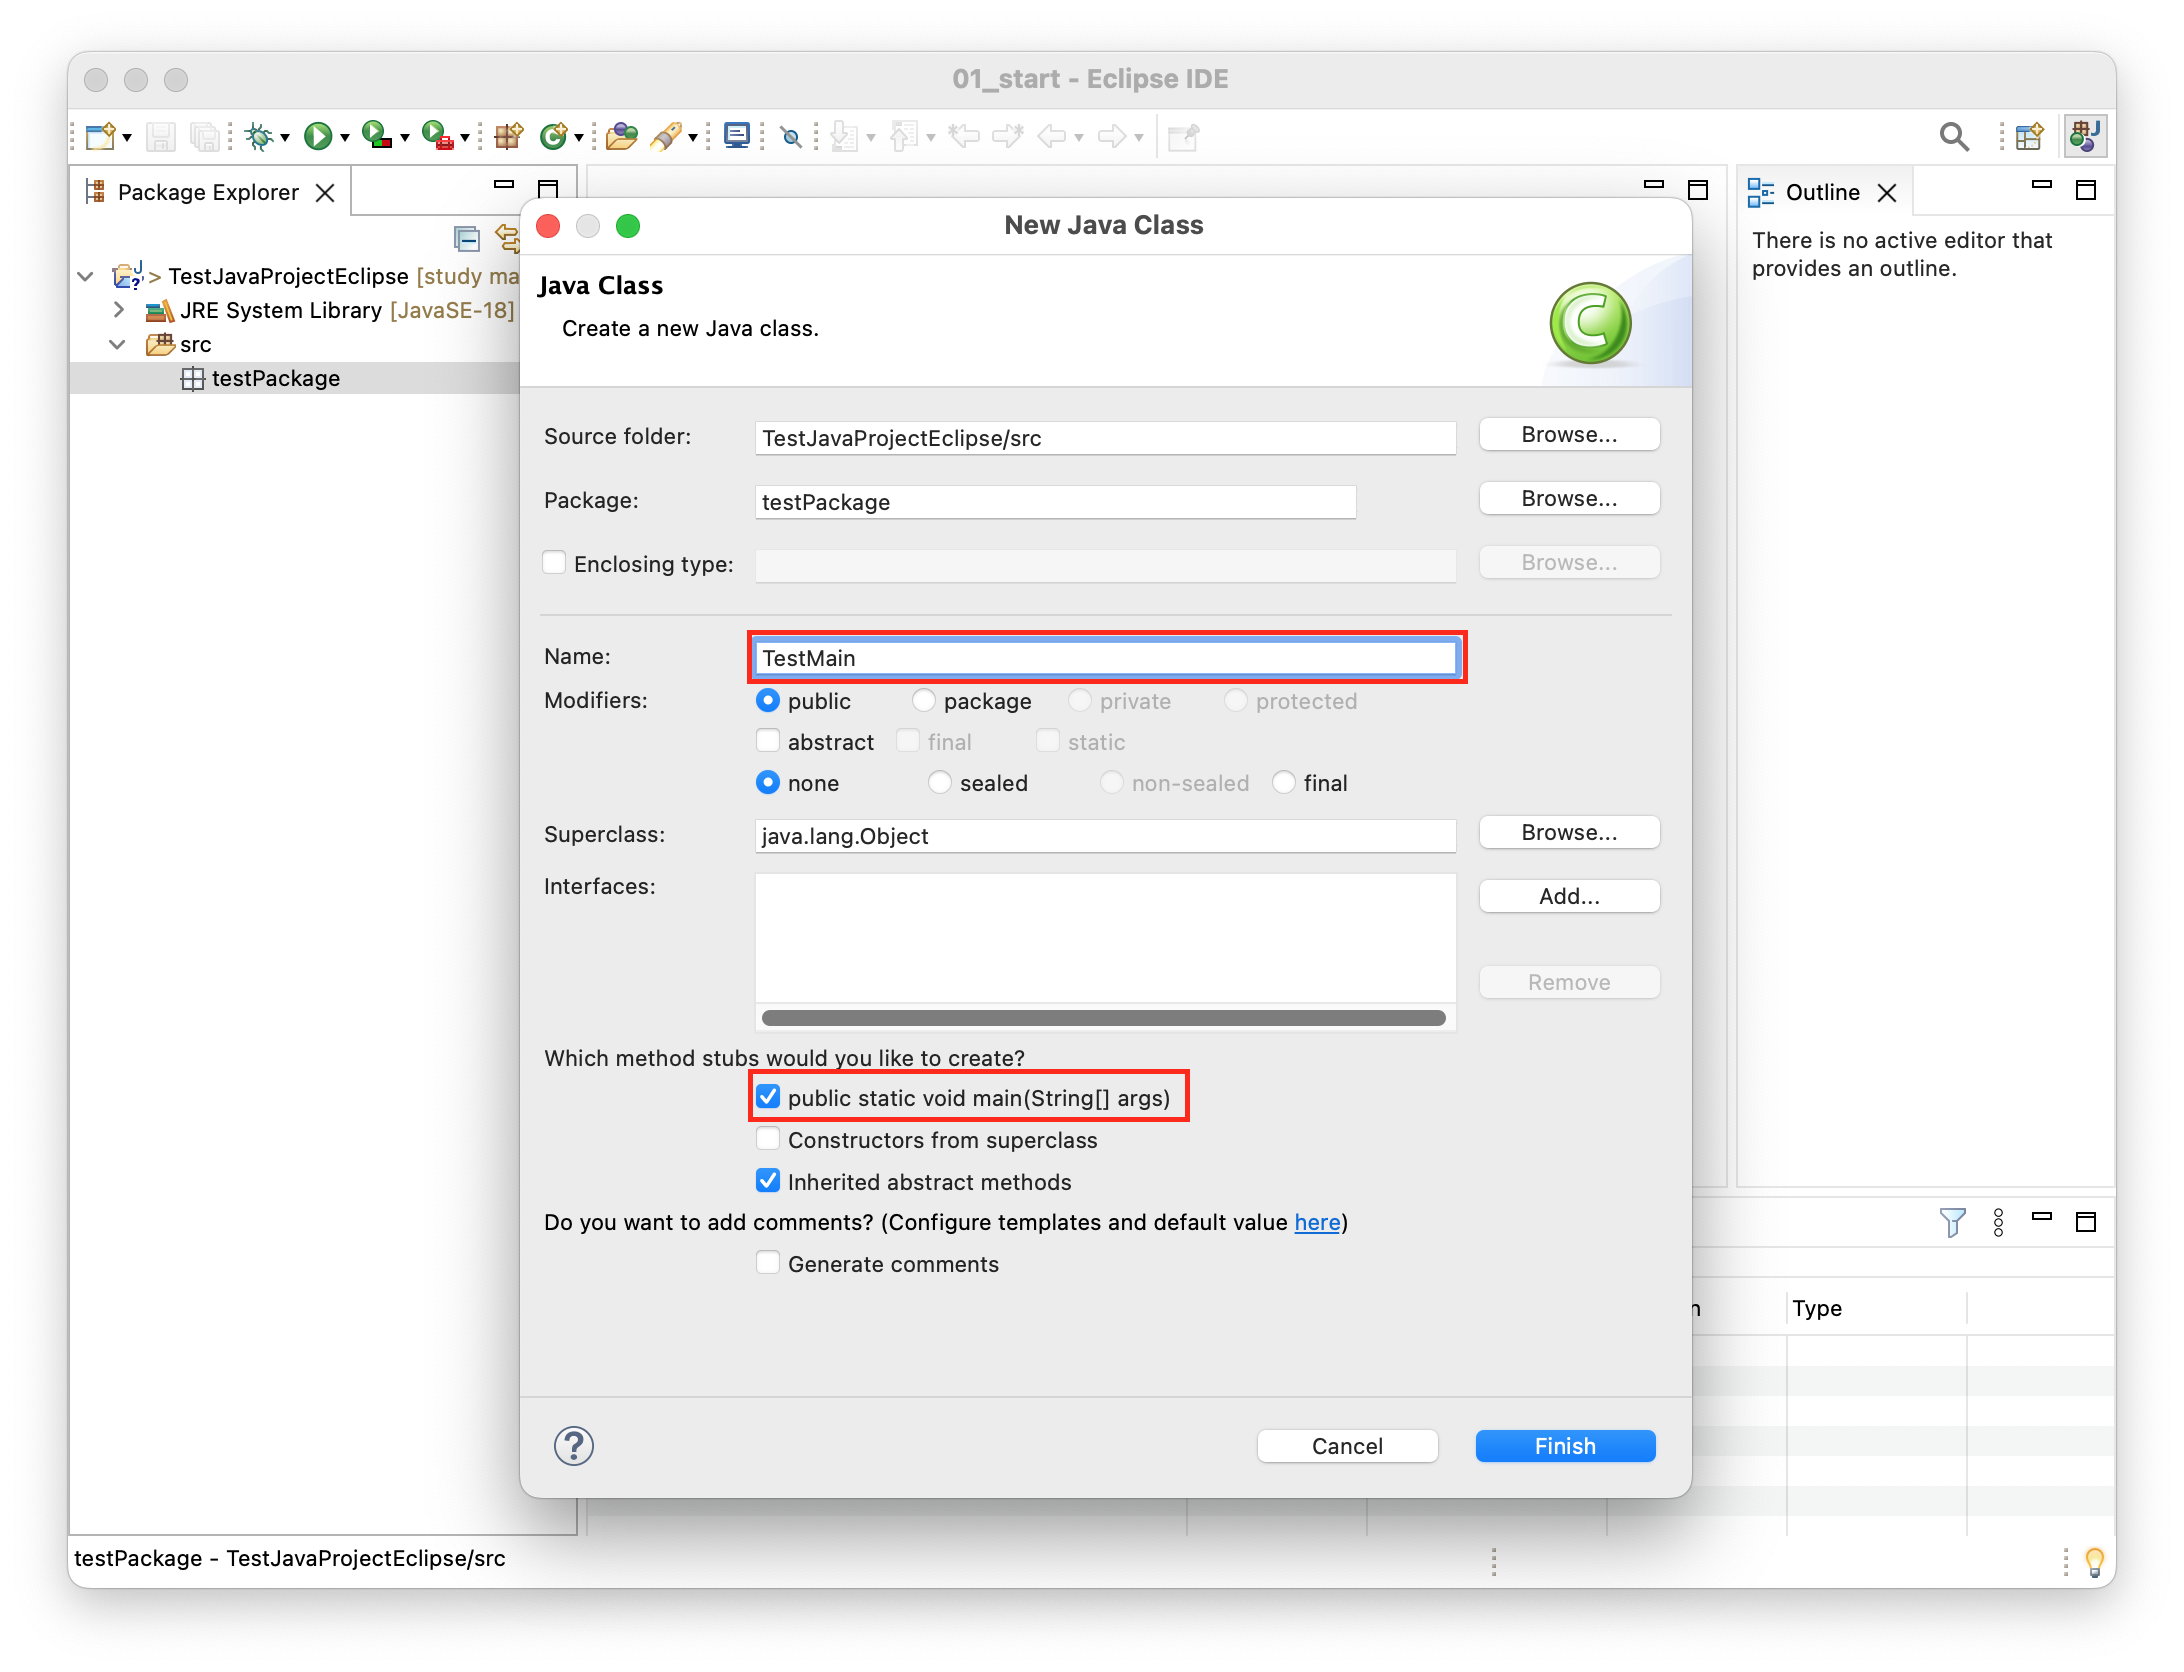 01_start - Eclipse IDE
Package Explorer
Outline
There is no active editor that
provides an outline.
> TestJavaProjectEclipse [study ma
JRE System Library [JavaSE-18]
src
testPackage
New Java Class
Java Class
Create a new Java class.
Source folder: TestJavaProjectEclipse/src Browse...
Package: testPackage Browse...
Enclosing type: Browse...
Name: TestMain
Modifiers: public package private protected
abstract final static
none sealed non-sealed final
Superclass: java.lang.Object Browse...
Interfaces: Add...
Remove
Which method stubs would you like to create?
public static void main(String[] args)
Constructors from superclass
Inherited abstract methods
Do you want to add comments? (Configure templates and default value here)
Generate comments
n Type
Cancel Finish
testPackage - TestJavaProjectEclipse/src